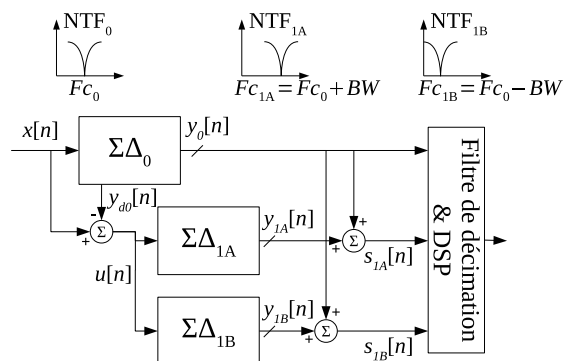 NTF0
NTF1A
NTF1B
Fc0
Fc1A = Fc0 + BW
Fc1B = Fc0 − BW
x[n]
ΣΔ0
y0[n]
yd0[n]
-
+
Σ
u[n]
ΣΔ1A
y1A[n]
+
+
Σ
s1A[n]
ΣΔ1B
y1B[n]
+
+
Σ
s1B[n]
Filtre de décimation
& DSP